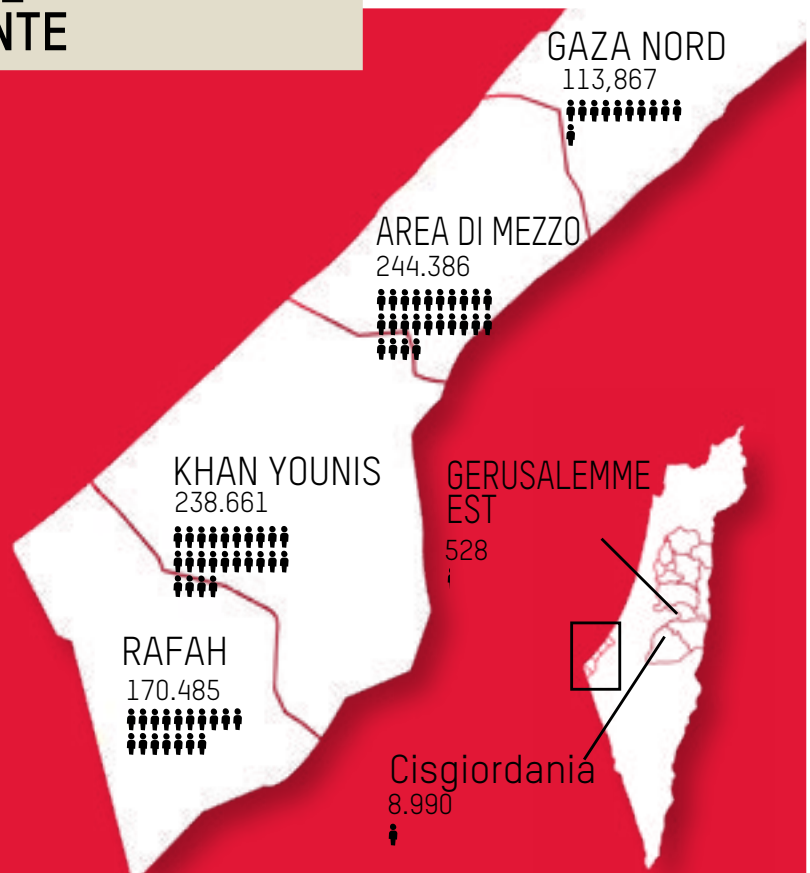 NTE
GAZA NORD
113,867
AREA DI MEZZO
244.386
KHAN YOUNIS
238.661
GERUSALEMME
EST
528
RAFAH
170.485
Cisgiordania
8.990